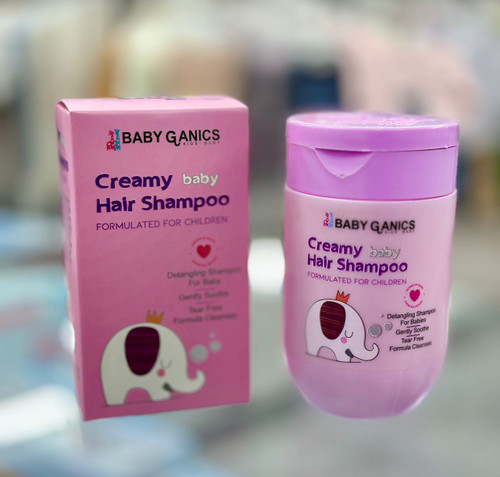 BABY GANICS
KIDS BABY
Creamy baby
Hair Shampoo
FORMULATED FOR CHILDREN
Detangling Shampoo
For Baby
Gently Soothe
Tear Free
Formula Cleanser
BABY GANICS
Creamy baby
Hair Shampoo
FORMULATED FOR CHILDREN
Detangling Shampoo
For Babies
Gently Soothe
Tear Free
Formula Cleanser